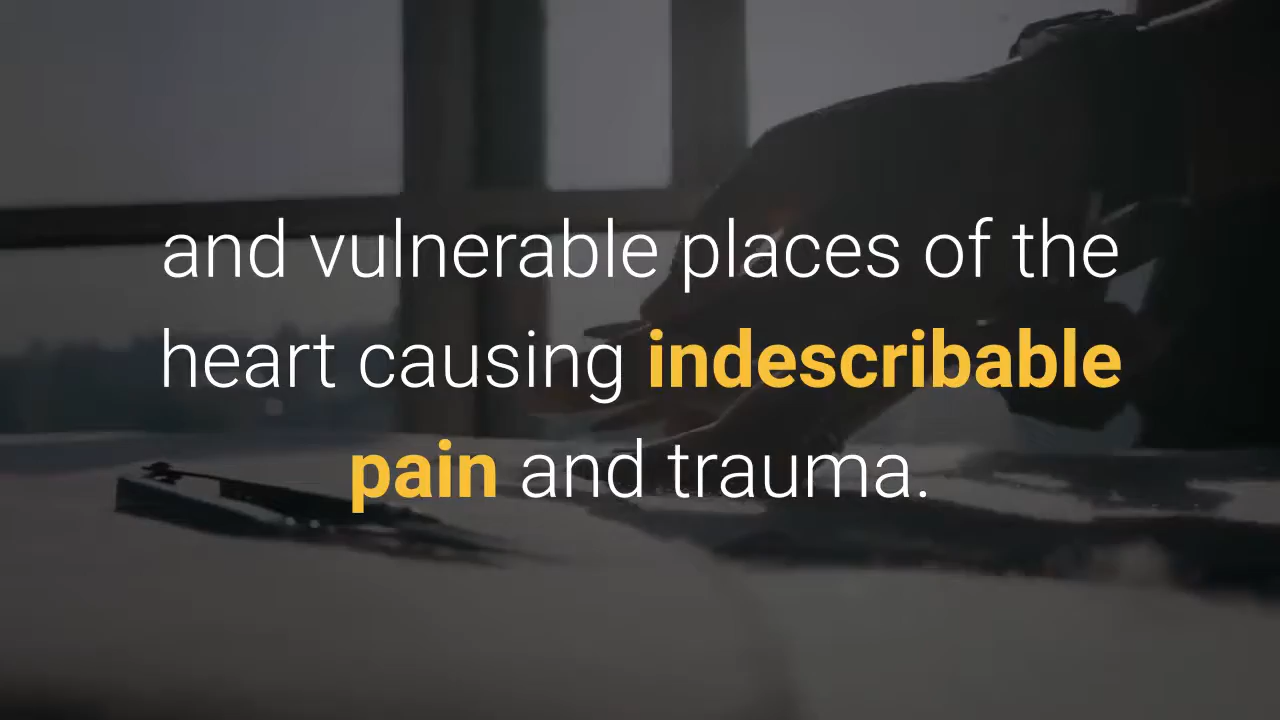 and vulnerable places of the
heart causing indescribable
pain and trauma.